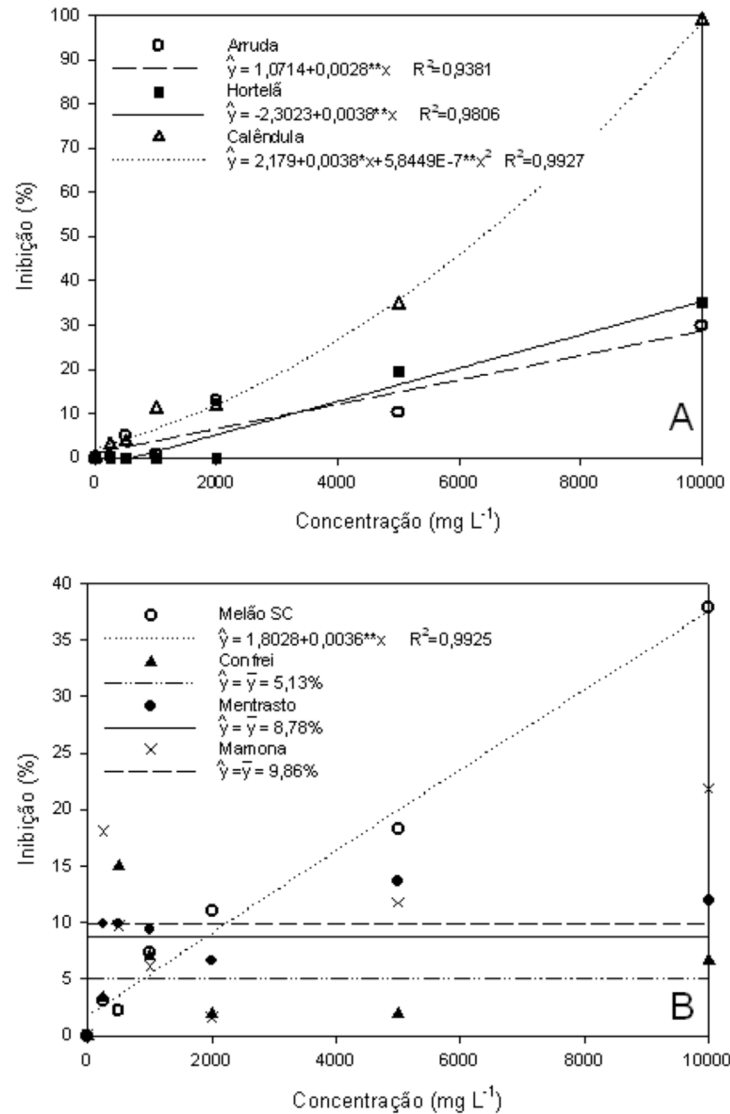 100
90
80
70
60
50
40
30
20
10
0
Inibição (%)
Arruda
ŷ = 1,0714+0,0028**x R²=0,9381
Hortelã
ŷ = -2,3023+0,0038**x R²=0,9806
Calêndula
ŷ = 2,179+0,0038*x+5,8449E-7**x² R²=0,9927
A
0 2000 4000 6000 8000 10000
Concentração (mg L⁻¹)
40
35
30
25
20
15
10
5
0
Inibição (%)
Melão SC
ŷ = 1,8028+0,0036**x R²=0,9925
Confrei
ŷ = y̅ = 5,13%
Mentrasto
ŷ = y̅ = 8,78%
Mamona
ŷ = y̅ = 9,86%
B
0 2000 4000 6000 8000 10000
Concentração (mg L⁻¹)